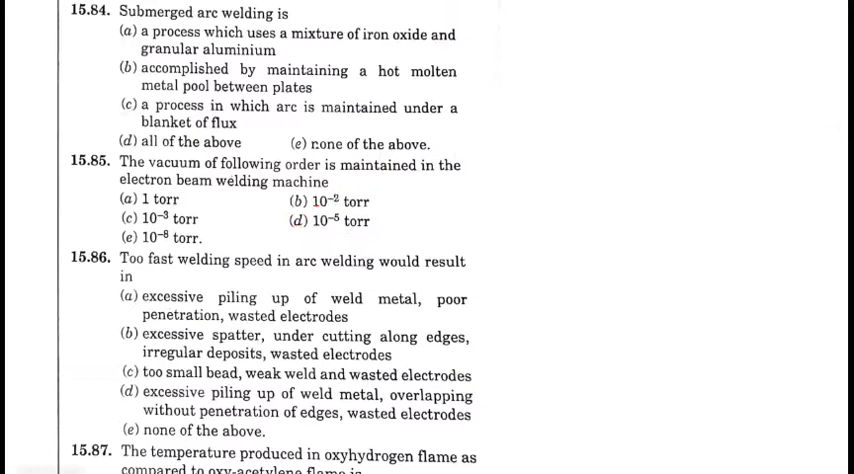 15.84. Submerged arc welding is
(a) a process which uses a mixture of iron oxide and
granular aluminium
(b) accomplished by maintaining a hot molten
metal pool between plates
(c) a process in which arc is maintained under a
blanket of flux
(d) all of the above (e) none of the above.
15.85. The vacuum of following order is maintained in the
electron beam welding machine
(a) 1 torr (b) 10⁻² torr
(c) 10⁻³ torr (d) 10⁻⁵ torr
(e) 10⁻⁸ torr.
15.86. Too fast welding speed in arc welding would result
in
(a) excessive piling up of weld metal, poor
penetration, wasted electrodes
(b) excessive spatter, under cutting along edges,
irregular deposits, wasted electrodes
(c) too small bead, weak weld and wasted electrodes
(d) excessive piling up of weld metal, overlapping
without penetration of edges, wasted electrodes
(e) none of the above.
15.87. The temperature produced in oxyhydrogen flame as
compared to oxy-acetylene flame is